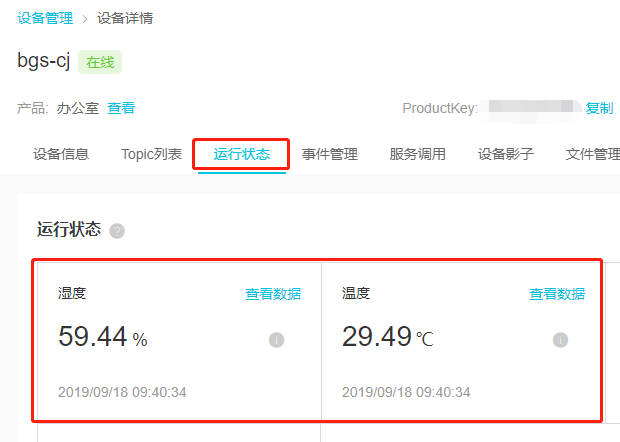 设备管理 > 设备详情
bgs-cj 在线
产品: 办公室 查看 ProductKey: 复制
设备信息 Topic列表 运行状态 事件管理 服务调用 设备影子 文件管理
运行状态 ?
湿度 查看数据 温度 查看数据
59.44 % 29.49 ℃
2019/09/18 09:40:34 2019/09/18 09:40:34